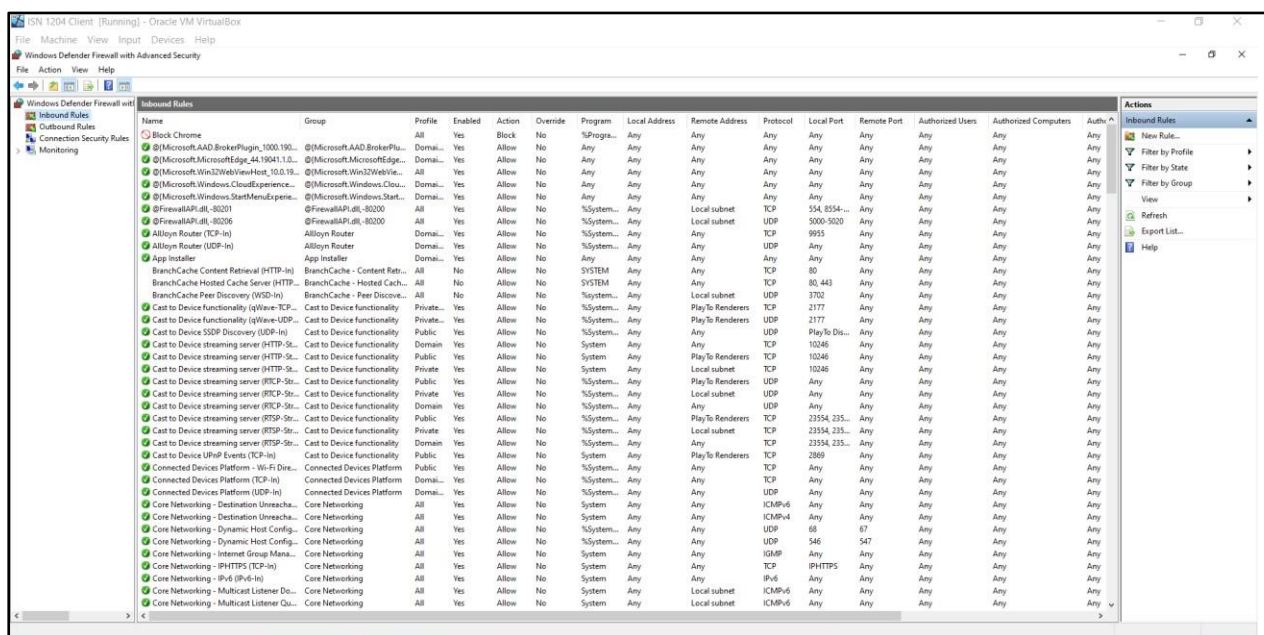 ISN 1204 Client [Running] - Oracle VM VirtualBox
File Machine View Input Devices Help
Windows Defender Firewall with Advanced Security
File Action View Help
Windows Defender Firewall wit
Inbound Rules
Outbound Rules
Connection Security Rules
Monitoring
Inbound Rules
Name Group Profile Enabled Action Override Program Local Address Remote Address Protocol Local Port Remote Port Authorized Users Authorized Computers
Block Chrome All Yes Block No %Progra... Any Any Any Any Any Any Any Any
@{Microsoft.AAD.BrokerPlugin_1000.190... @{Microsoft.AAD.BrokerPlu... Domai... Yes Allow No Any Any Any Any Any Any Any Any Any
@{Microsoft.MicrosoftEdge_44.19041.1.0... @{Microsoft.MicrosoftEdge... Domai... Yes Allow No Any Any Any Any Any Any Any Any Any
@{Microsoft.Win32WebViewHost_10.0.19... @{Microsoft.Win32WebVie... All Yes Allow No Any Any Any Any Any Any Any Any Any
@{Microsoft.Windows.CloudExperience... @{Microsoft.Windows.Clou... Domai... Yes Allow No Any Any Any Any Any Any Any Any Any
@{Microsoft.Windows.StartMenuExperie... @{Microsoft.Windows.Start... Domai... Yes Allow No Any Any Any Any Any Any Any Any Any
@FirewallAPI.dll,-80201 @FirewallAPI.dll,-80200 All Yes Allow No %System... Any Local subnet TCP 554, 8554-... Any Any Any Any
@FirewallAPI.dll,-80206 @FirewallAPI.dll,-80200 All Yes Allow No %System... Any Local subnet UDP 5000-5020 Any Any Any Any
AllJoyn Router (TCP-In) AllJoyn Router Domai... Yes Allow No %System... Any Any TCP 9955 Any Any Any Any
AllJoyn Router (UDP-In) AllJoyn Router Domai... Yes Allow No %System... Any Any UDP Any Any Any Any Any
App Installer App Installer Domai... Yes Allow No Any Any Any Any Any Any Any Any Any
BranchCache Content Retrieval (HTTP-In) BranchCache - Content Retr... All No Allow No SYSTEM Any Any TCP 80 Any Any Any Any
BranchCache Hosted Cache Server (HTTP... BranchCache - Hosted Cach... All No Allow No SYSTEM Any Any TCP 80, 443 Any Any Any Any
BranchCache Peer Discovery (WSD-In) BranchCache - Peer Discove... All No Allow No %system... Any Local subnet UDP 3702 Any Any Any Any
Cast to Device functionality (qWave-TCP... Cast to Device functionality Private... Yes Allow No %System... Any PlayTo Renderers TCP 2177 Any Any Any Any
Cast to Device functionality (qWave-UDP... Cast to Device functionality Private... Yes Allow No %System... Any PlayTo Renderers UDP 2177 Any Any Any Any
Cast to Device SSDP Discovery (UDP-In) Cast to Device functionality Public Yes Allow No %System... Any Any UDP PlayTo Dis... Any Any Any Any
Cast to Device streaming server (HTTP-St... Cast to Device functionality Domain Yes Allow No System Any Any TCP 10246 Any Any Any Any
Cast to Device streaming server (HTTP-St... Cast to Device functionality Public Yes Allow No System Any PlayTo Renderers TCP 10246 Any Any Any Any
Cast to Device streaming server (HTTP-St... Cast to Device functionality Private Yes Allow No System Any Local subnet TCP 10246 Any Any Any Any
Cast to Device streaming server (RTCP-Str... Cast to Device functionality Public Yes Allow No %System... Any PlayTo Renderers UDP Any Any Any Any Any
Cast to Device streaming server (RTCP-Str... Cast to Device functionality Private Yes Allow No %System... Any Local subnet UDP Any Any Any Any Any
Cast to Device streaming server (RTCP-Str... Cast to Device functionality Domain Yes Allow No %System... Any Any UDP Any Any Any Any Any
Cast to Device streaming server (RTSP-Str... Cast to Device functionality Public Yes Allow No %System... Any PlayTo Renderers TCP 23554, 235... Any Any Any Any
Cast to Device streaming server (RTSP-Str... Cast to Device functionality Private Yes Allow No %System... Any Local subnet TCP 23554, 235... Any Any Any Any
Cast to Device streaming server (RTSP-Str... Cast to Device functionality Domain Yes Allow No %System... Any Any TCP 23554, 235... Any Any Any Any
Cast to Device UPnP Events (TCP-In) Cast to Device functionality Public Yes Allow No System Any PlayTo Renderers TCP 2869 Any Any Any Any
Connected Devices Platform - Wi-Fi Dire... Connected Devices Platform Public Yes Allow No %System... Any Any TCP Any Any Any Any Any
Connected Devices Platform (TCP-In) Connected Devices Platform Domai... Yes Allow No %System... Any Any TCP Any Any Any Any Any
Connected Devices Platform (UDP-In) Connected Devices Platform Domai... Yes Allow No %System... Any Any UDP Any Any Any Any Any
Core Networking - Destination Unreacha... Core Networking All Yes Allow No System Any Any ICMPv6 Any Any Any Any Any
Core Networking - Destination Unreacha... Core Networking All Yes Allow No System Any Any ICMPv4 Any Any Any Any Any
Core Networking - Dynamic Host Config... Core Networking All Yes Allow No %System... Any Any UDP 68 67 Any Any Any
Core Networking - Dynamic Host Config... Core Networking All Yes Allow No %System... Any Any UDP 546 547 Any Any Any
Core Networking - Internet Group Mana... Core Networking All Yes Allow No System Any Any IGMP Any Any Any Any Any
Core Networking - IPHTTPS (TCP-In) Core Networking All Yes Allow No System Any Any TCP IPHTTPS Any Any Any Any
Core Networking - IPv6 (IPv6-In) Core Networking All Yes Allow No System Any Any IPv6 Any Any Any Any Any
Core Networking - Multicast Listener Do... Core Networking All Yes Allow No System Any Local subnet ICMPv6 Any Any Any Any Any
Core Networking - Multicast Listener Qu... Core Networking All Yes Allow No System Any Local subnet ICMPv6 Any Any Any Any Any
Actions
Inbound Rules
New Rule...
Filter by Profile
Filter by State
Filter by Group
View
Refresh
Export List...
Help